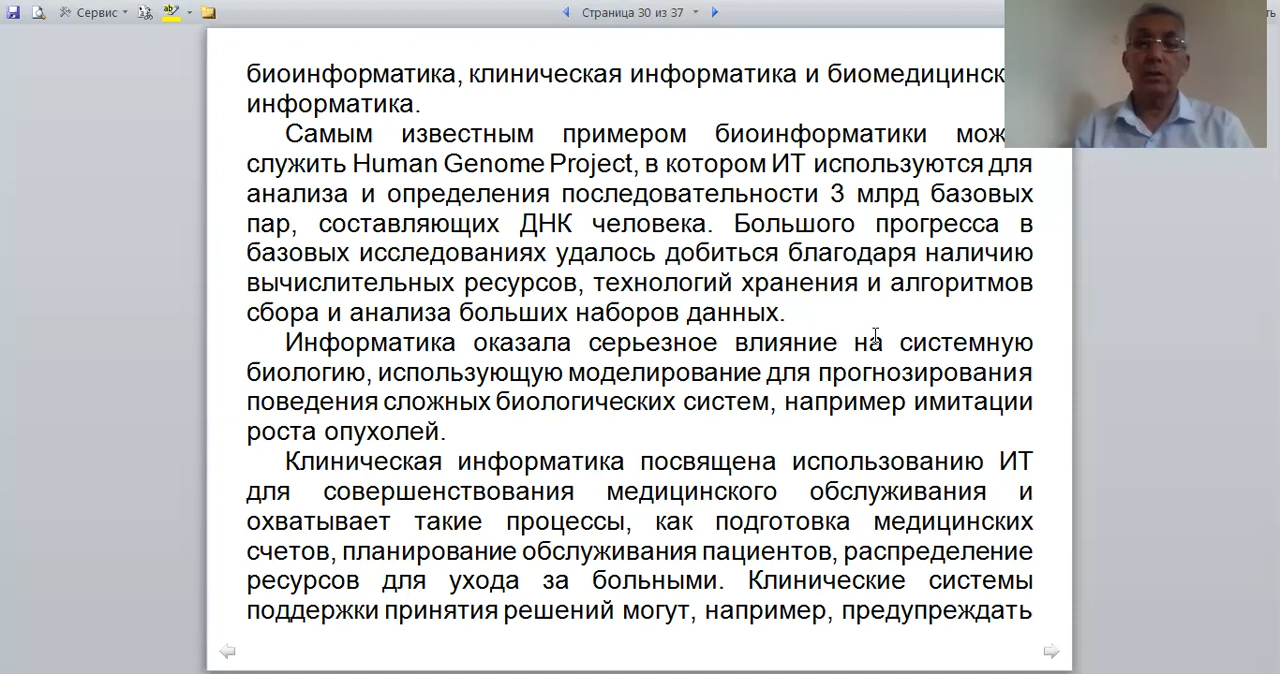 Сервис
Страница 30 из 37
биоинформатика, клиническая информатика и биомедицинск
информатика.
Самым известным примером биоинформатики мож
служить Human Genome Project, в котором ИТ используются для
анализа и определения последовательности 3 млрд базовых
пар, составляющих ДНК человека. Большого прогресса в
базовых исследованиях удалось добиться благодаря наличию
вычислительных ресурсов, технологий хранения и алгоритмов
сбора и анализа больших наборов данных.
Информатика оказала серьезное влияние на системную
биологию, использующую моделирование для прогнозирования
поведения сложных биологических систем, например имитации
роста опухолей.
Клиническая информатика посвящена использованию ИТ
для совершенствования медицинского обслуживания и
охватывает такие процессы, как подготовка медицинских
счетов, планирование обслуживания пациентов, распределение
ресурсов для ухода за больными. Клинические системы
поддержки принятия решений могут, например, предупреждать